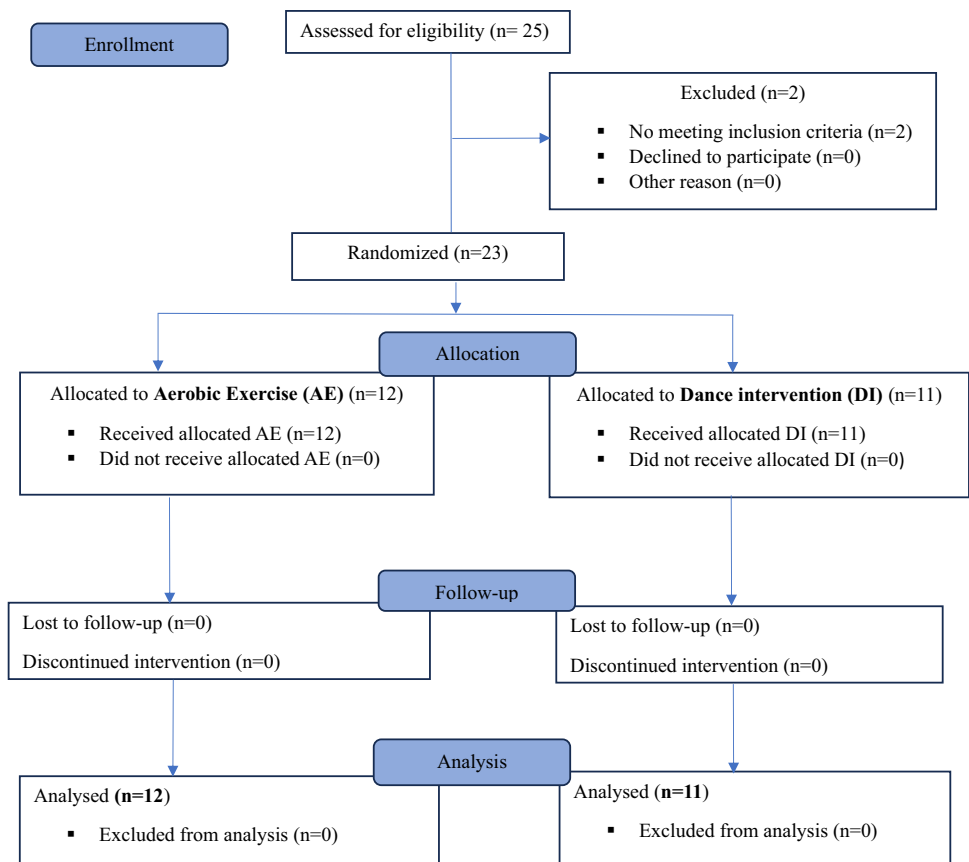 Assessed for eligibility (n= 25)
Enrollment
Excluded (n=2)
▪ No meeting inclusion criteria (n=2)
▪ Declined to participate (n=0)
▪ Other reason (n=0)
Randomized (n=23)
Allocation
Allocated to Aerobic Exercise (AE) (n=12)
▪ Received allocated AE (n=12)
▪ Did not receive allocated AE (n=0)
Allocated to Dance intervention (DI) (n=11)
▪ Received allocated DI (n=11)
▪ Did not receive allocated DI (n=0)
Follow-up
Lost to follow-up (n=0)
Discontinued intervention (n=0)
Lost to follow-up (n=0)
Discontinued intervention (n=0)
Analysis
Analysed (n=12)
▪ Excluded from analysis (n=0)
Analysed (n=11)
▪ Excluded from analysis (n=0)